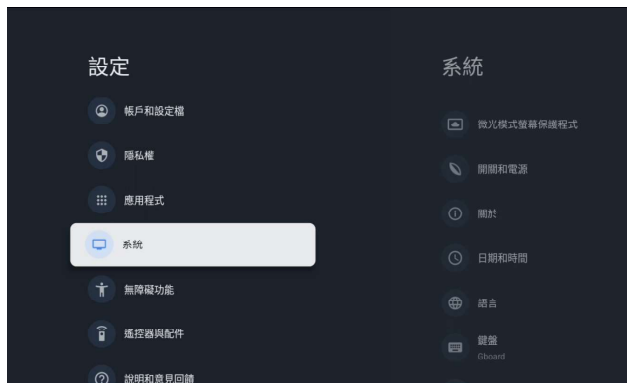 設定
帳戶和設定檔
隱私權
應用程式
系統
無障礙功能
遙控器與配件
說明和意見回饋
系統
微光模式螢幕保護程式
開關和電源
關於
日期和時間
語言
鍵盤
Gboard